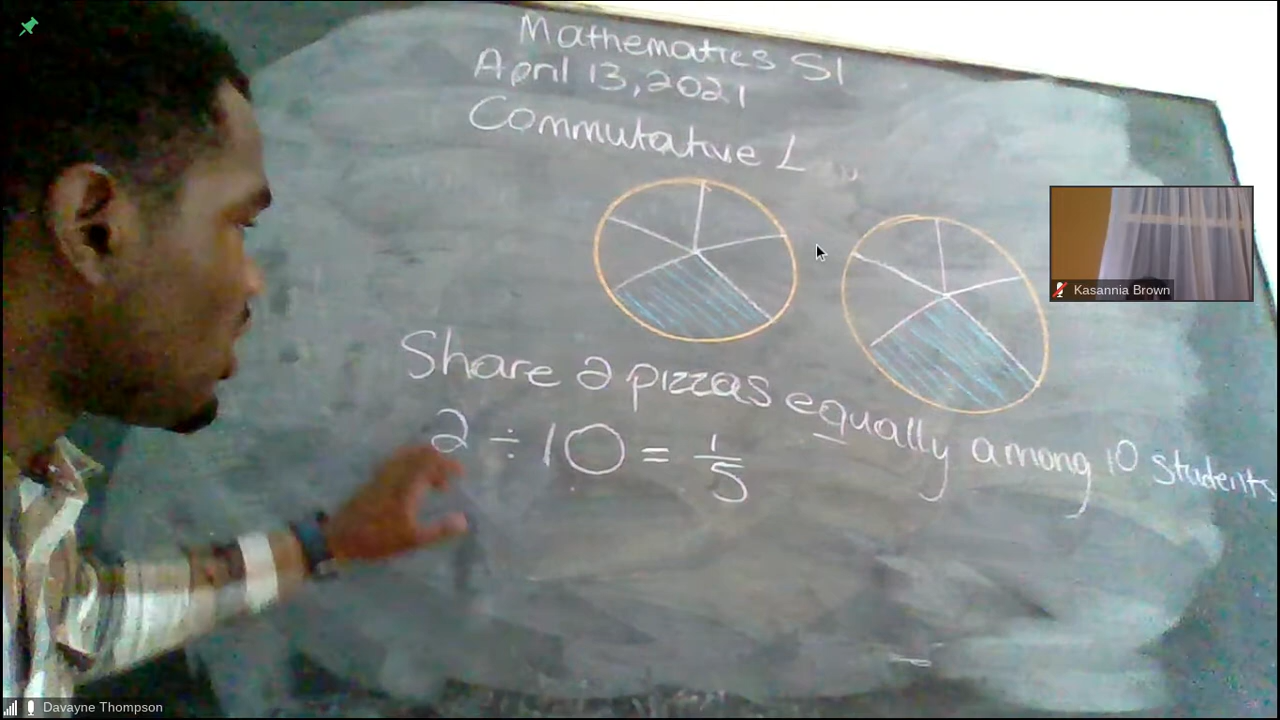 Mathematics S1
April 13, 2021
Commutative L
Share 2 pizzas equally among 10 students
2 ÷ 10 = 1/5
Kasannia Brown
Davayne Thompson